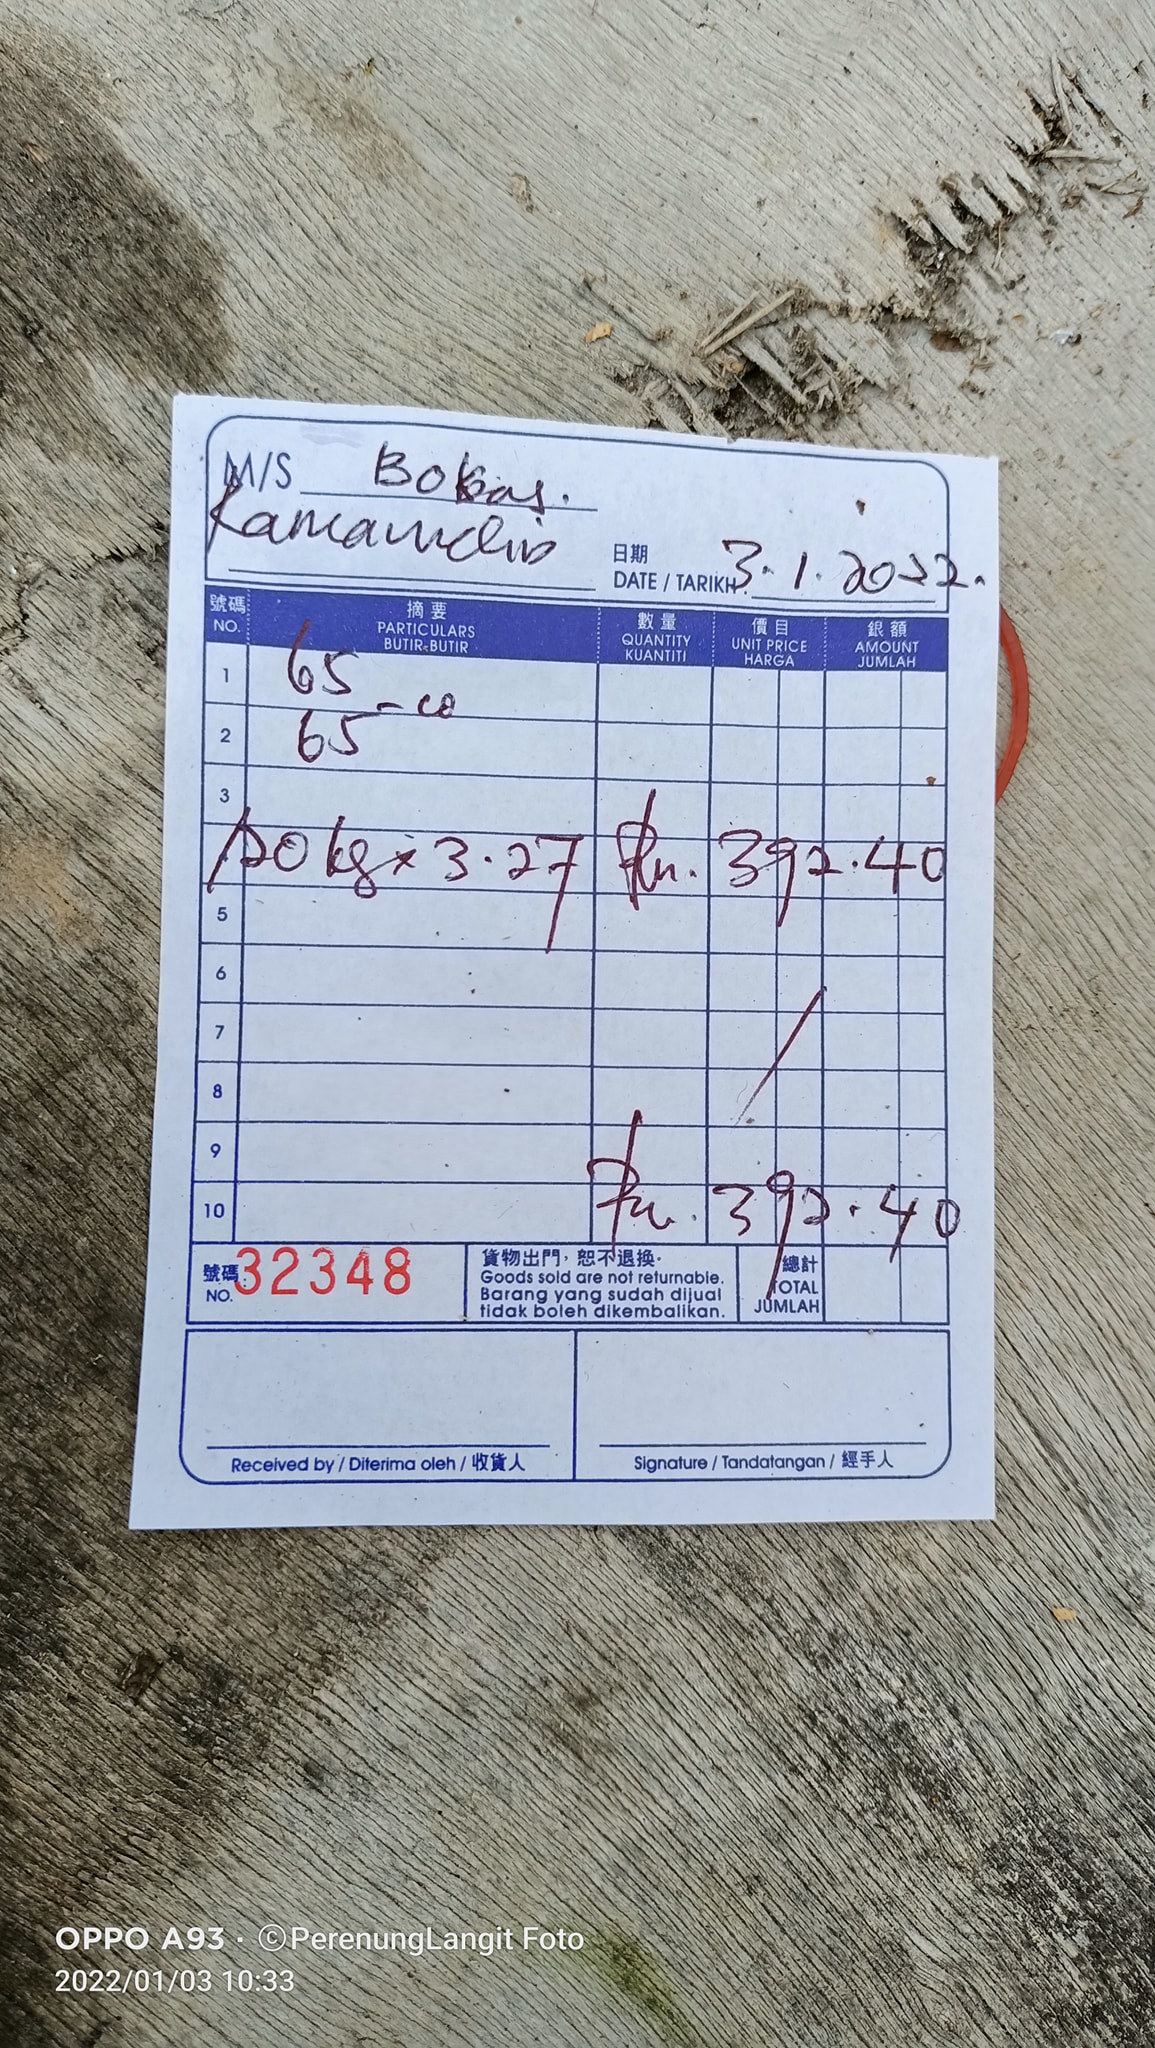 M/S
Kamarudin
日期
DATE / TARIKH 3.1.2022.
號碼 NO.
摘要 PARTICULARS BUTIR-BUTIR
數量 QUANTITY KUANTITI
價目 UNIT PRICE HARGA
銀額 AMOUNT JUMLAH
1 65
2 65
3
120 kg x 3.27 Rm. 392.40
5
6
7
8
9
10 Rm. 392.40
號碼 NO. 32348
貨物出門，恕不退換。
Goods sold are not returnable.
Barang yang sudah dijual
tidak boleh dikembalikan.
總計
TOTAL
JUMLAH
Received by / Diterima oleh / 收貨人
Signature / Tandatangan / 經手人
OPPO A93 · ©PerenungLangit Foto
2022/01/03 10:33